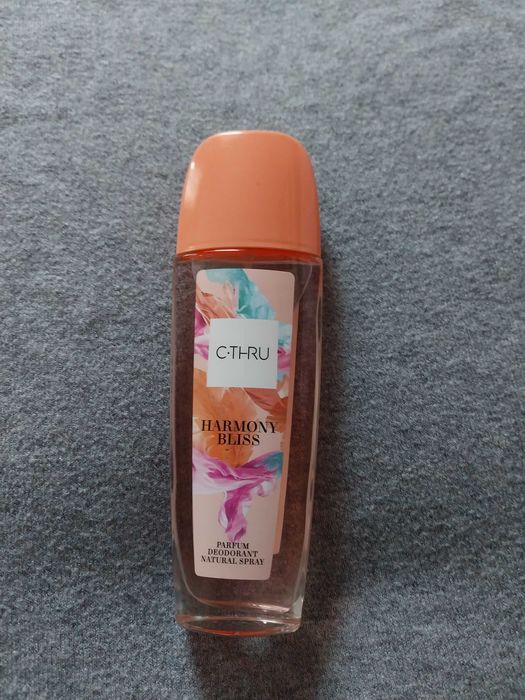 C·THRU
HARMONY
BLISS
PARFUM
DEODORANT
NATURAL SPRAY